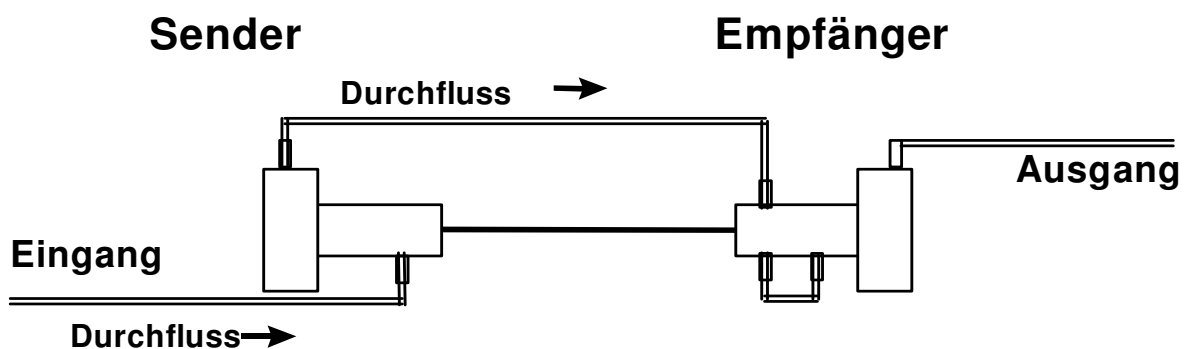 Sender
Empfänger
Durchfluss
Ausgang
Eingang
Durchfluss